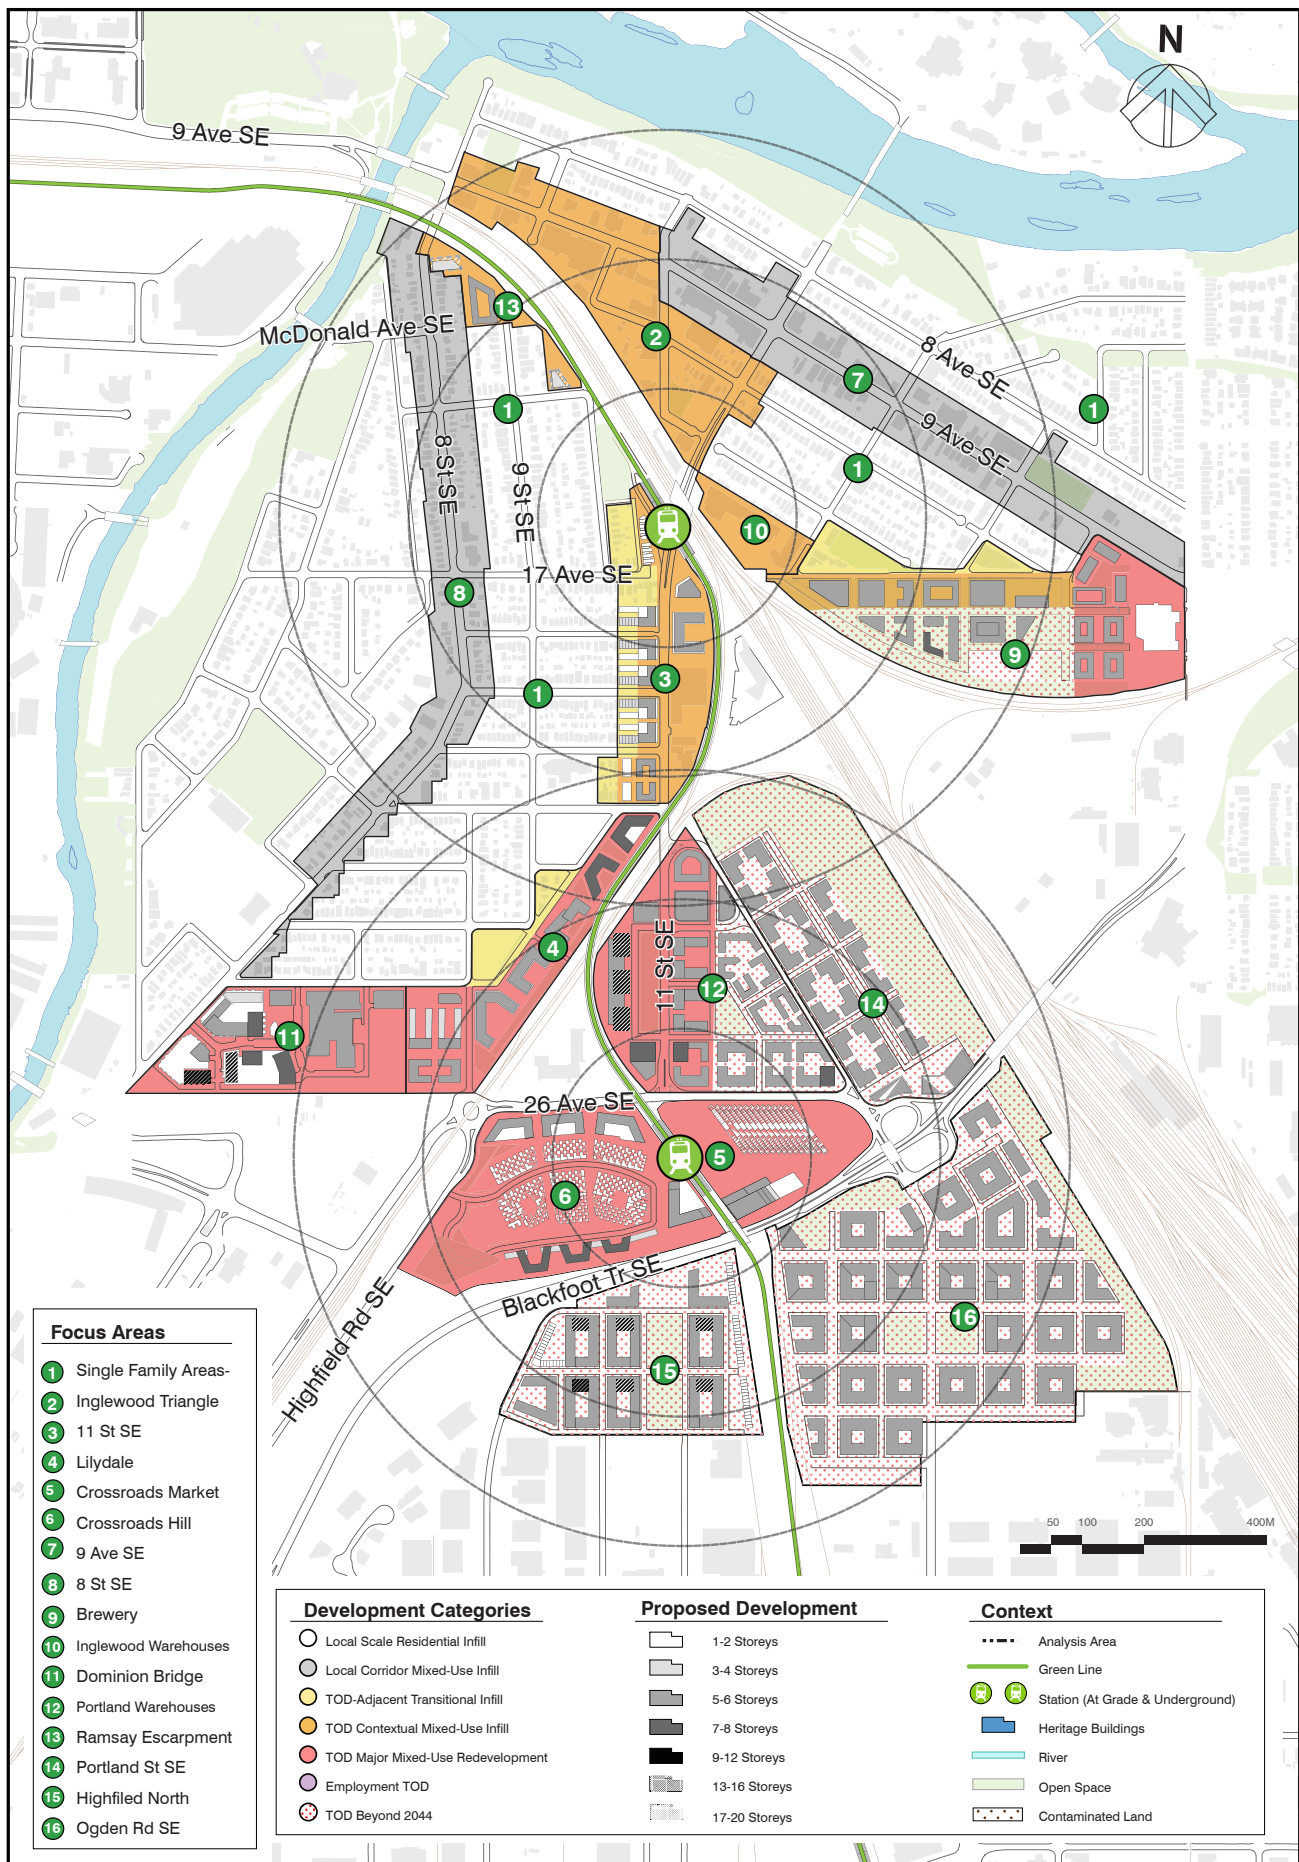 N
9 Ave SE
McDonald Ave SE
13
2
1
7
8 Ave SE
1
9 Ave SE
8 St SE
9 St SE
1
10
17 Ave SE
8
9
3
1
4
11 St SE
12
14
11
26 Ave SE
5
6
Blackfoot Tr SE
Highfield Rd SE
16
15
50 100 200 400M
Focus Areas
1 Single Family Areas-
2 Inglewood Triangle
3 11 St SE
4 Lilydale
5 Crossroads Market
6 Crossroads Hill
7 9 Ave SE
8 8 St SE
9 Brewery
10 Inglewood Warehouses
11 Dominion Bridge
12 Portland Warehouses
13 Ramsay Escarpment
14 Portland St SE
15 Highfiled North
16 Ogden Rd SE
Development Categories
Local Scale Residential Infill
Local Corridor Mixed-Use Infill
TOD-Adjacent Transitional Infill
TOD Contextual Mixed-Use Infill
TOD Major Mixed-Use Redevelopment
Employment TOD
TOD Beyond 2044
Proposed Development
1-2 Storeys
3-4 Storeys
5-6 Storeys
7-8 Storeys
9-12 Storeys
13-16 Storeys
17-20 Storeys
Context
Analysis Area
Green Line
Station (At Grade & Underground)
Heritage Buildings
River
Open Space
Contaminated Land